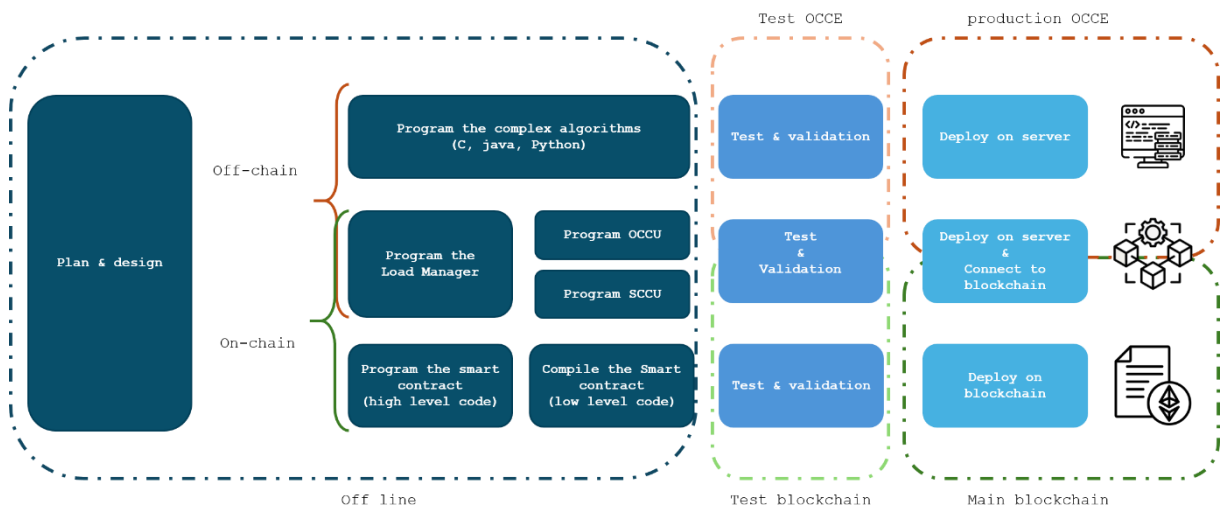 Test OCCE
production OCCE
Plan & design
Off-chain
On-chain
Program the complex algorithms
(C, java, Python)
Program the
Load Manager
Program OCCU
Program SCCU
Program the smart
contract
(high level code)
Compile the Smart
contract
(low level code)
Test & validation
Test
&
Validation
Test & validation
Deploy on server
</>
Deploy on server
&
Connect to
blockchain
Deploy on
blockchain
Off line
Test blockchain
Main blockchain